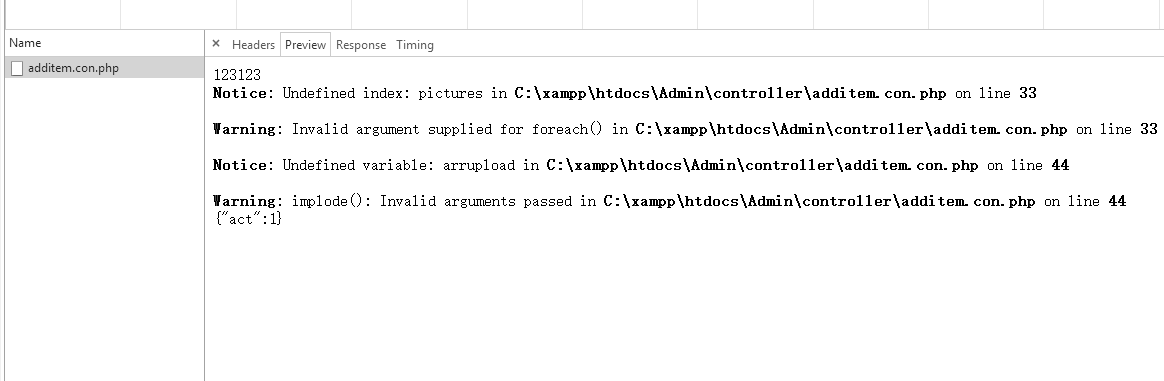 Name
additem.con.php
× Headers Preview Response Timing
123123
Notice: Undefined index: pictures in C:\xampp\htdocs\Admin\controller\additem.con.php on line 33
Warning: Invalid argument supplied for foreach() in C:\xampp\htdocs\Admin\controller\additem.con.php on line 33
Notice: Undefined variable: arrupload in C:\xampp\htdocs\Admin\controller\additem.con.php on line 44
Warning: implode(): Invalid arguments passed in C:\xampp\htdocs\Admin\controller\additem.con.php on line 44
{"act":1}